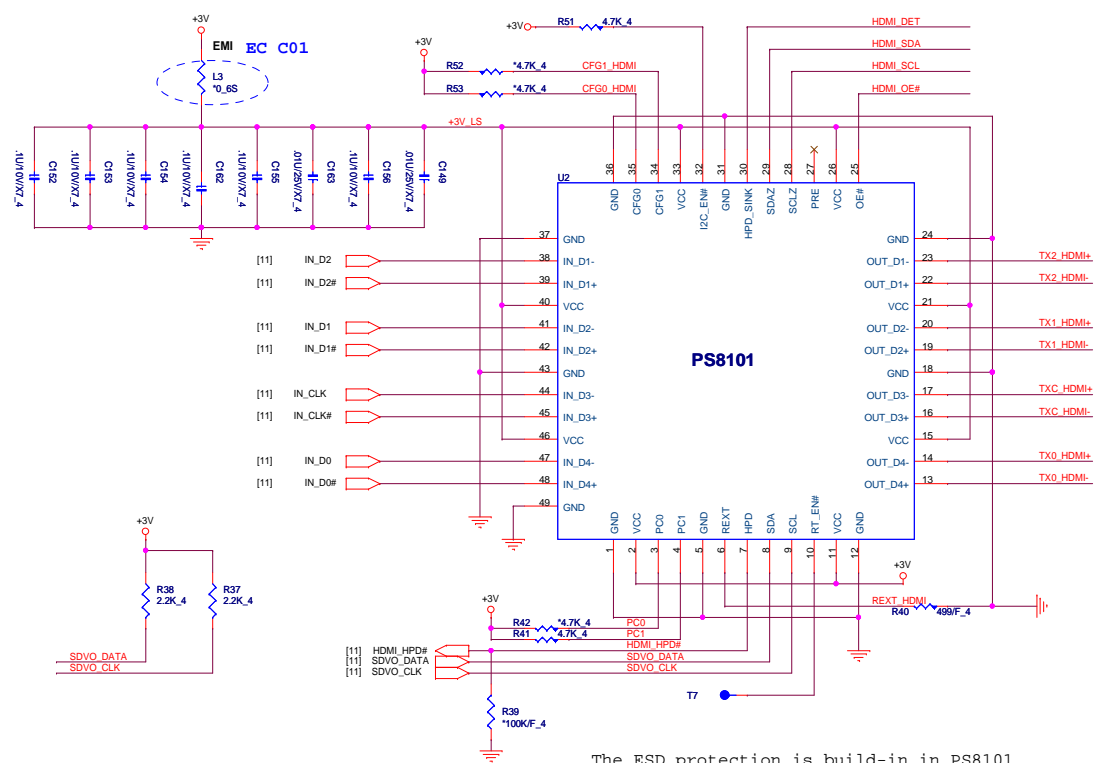 +3V
EMI
EC C01
L3
*0_6S
+3V
R51
4.7K_4
+3V
R52
*4.7K_4
CFG1_HDMI
R53
*4.7K_4
CFG0_HDMI
+3V_LS
HDMI_DET
HDMI_SDA
HDMI_SCL
HDMI_OE#
C152
.1U/10V/X7_4
C153
.1U/10V/X7_4
C154
.1U/10V/X7_4
C162
.1U/10V/X7_4
C155
.1U/10V/X7_4
C163
.01U/25V/X7_4
C156
.1U/10V/X7_4
C149
.01U/25V/X7_4
U2
36
35
34
33
32
31
30
29
28
27
26
25
GND
CFG0
CFG1
VCC
I2C_EN#
GND
HPD_SINK
SDAZ
SCLZ
PRE
VCC
OE#
37 GND
[11] IN_D2 38 IN_D1-
[11] IN_D2# 39 IN_D1+
40 VCC
[11] IN_D1 41 IN_D2-
[11] IN_D1# 42 IN_D2+
43 GND
[11] IN_CLK 44 IN_D3-
[11] IN_CLK# 45 IN_D3+
46 VCC
[11] IN_D0 47 IN_D4-
[11] IN_D0# 48 IN_D4+
49 GND
PS8101
GND 24
OUT_D1- 23 TX2_HDMI+
OUT_D1+ 22 TX2_HDMI-
VCC 21
OUT_D2- 20 TX1_HDMI+
OUT_D2+ 19 TX1_HDMI-
GND 18
OUT_D3- 17 TXC_HDMI+
OUT_D3+ 16 TXC_HDMI-
VCC 15
OUT_D4- 14 TX0_HDMI+
OUT_D4+ 13 TX0_HDMI-
GND
VCC
PC0
PC1
GND
REXT
HPD
SDA
SCL
RT_EN#
VCC
GND
1
2
3
4
5
6
7
8
9
10
11
12
+3V
R38
2.2K_4
R37
2.2K_4
SDVO_DATA
SDVO_CLK
+3V
REXT_HDMI
R40
499/F_4
+3V
R42
*4.7K_4
PC0
R41
4.7K_4
PC1
[11] HDMI_HPD#
HDMI_HPD#
[11] SDVO_DATA
SDVO_DATA
[11] SDVO_CLK
SDVO_CLK
T7
R39
*100K/F_4
The ESD protection is build-in in PS8101